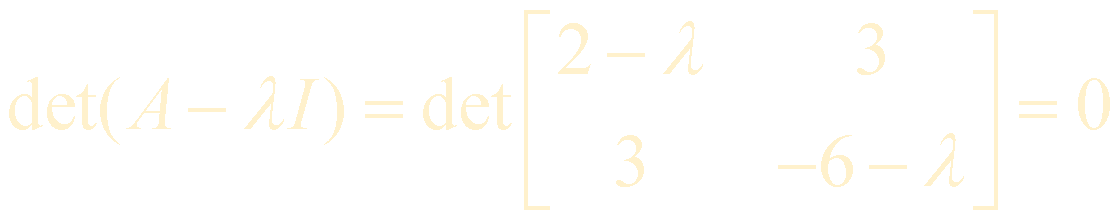 det(A − λI) = det [ 2 − λ 3 ; 3 −6 − λ ] = 0